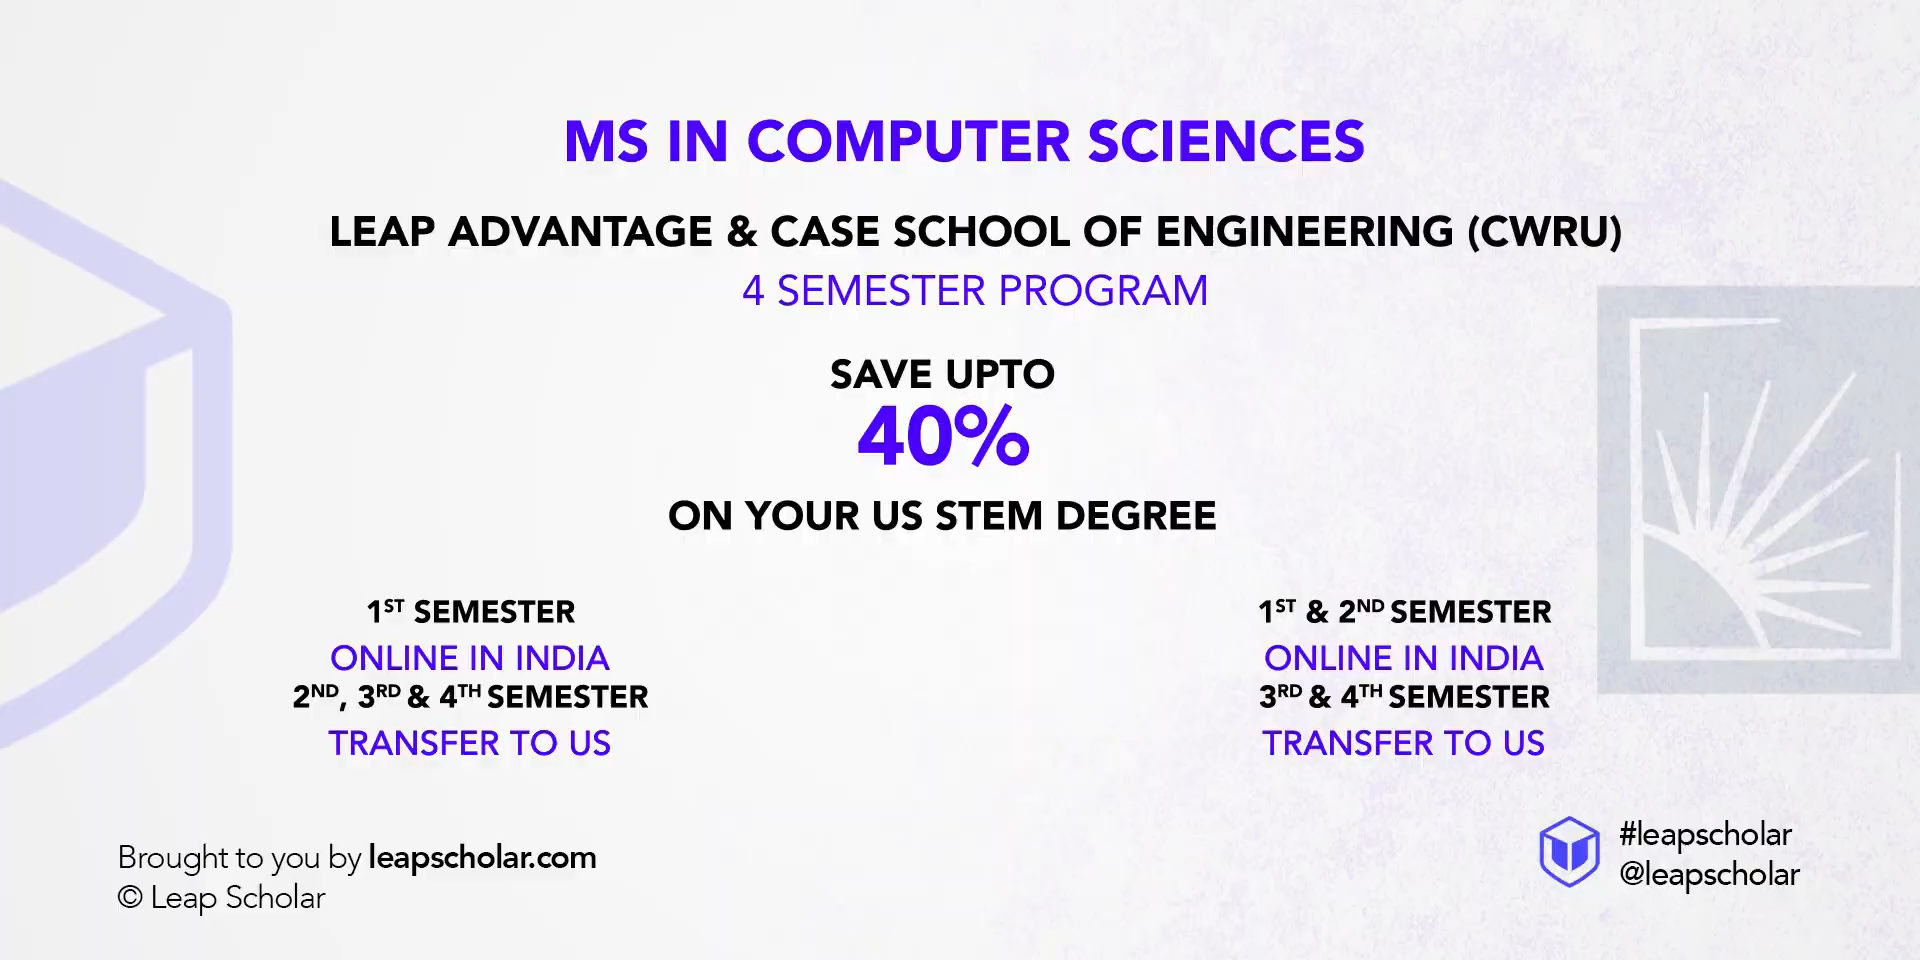 MS IN COMPUTER SCIENCES
LEAP ADVANTAGE & CASE SCHOOL OF ENGINEERING (CWRU)
4 SEMESTER PROGRAM
SAVE UPTO
40%
ON YOUR US STEM DEGREE
1ST SEMESTER
ONLINE IN INDIA
2ND, 3RD & 4TH SEMESTER
TRANSFER TO US
1ST & 2ND SEMESTER
ONLINE IN INDIA
3RD & 4TH SEMESTER
TRANSFER TO US
Brought to you by leapscholar.com
© Leap Scholar
#leapscholar
@leapscholar